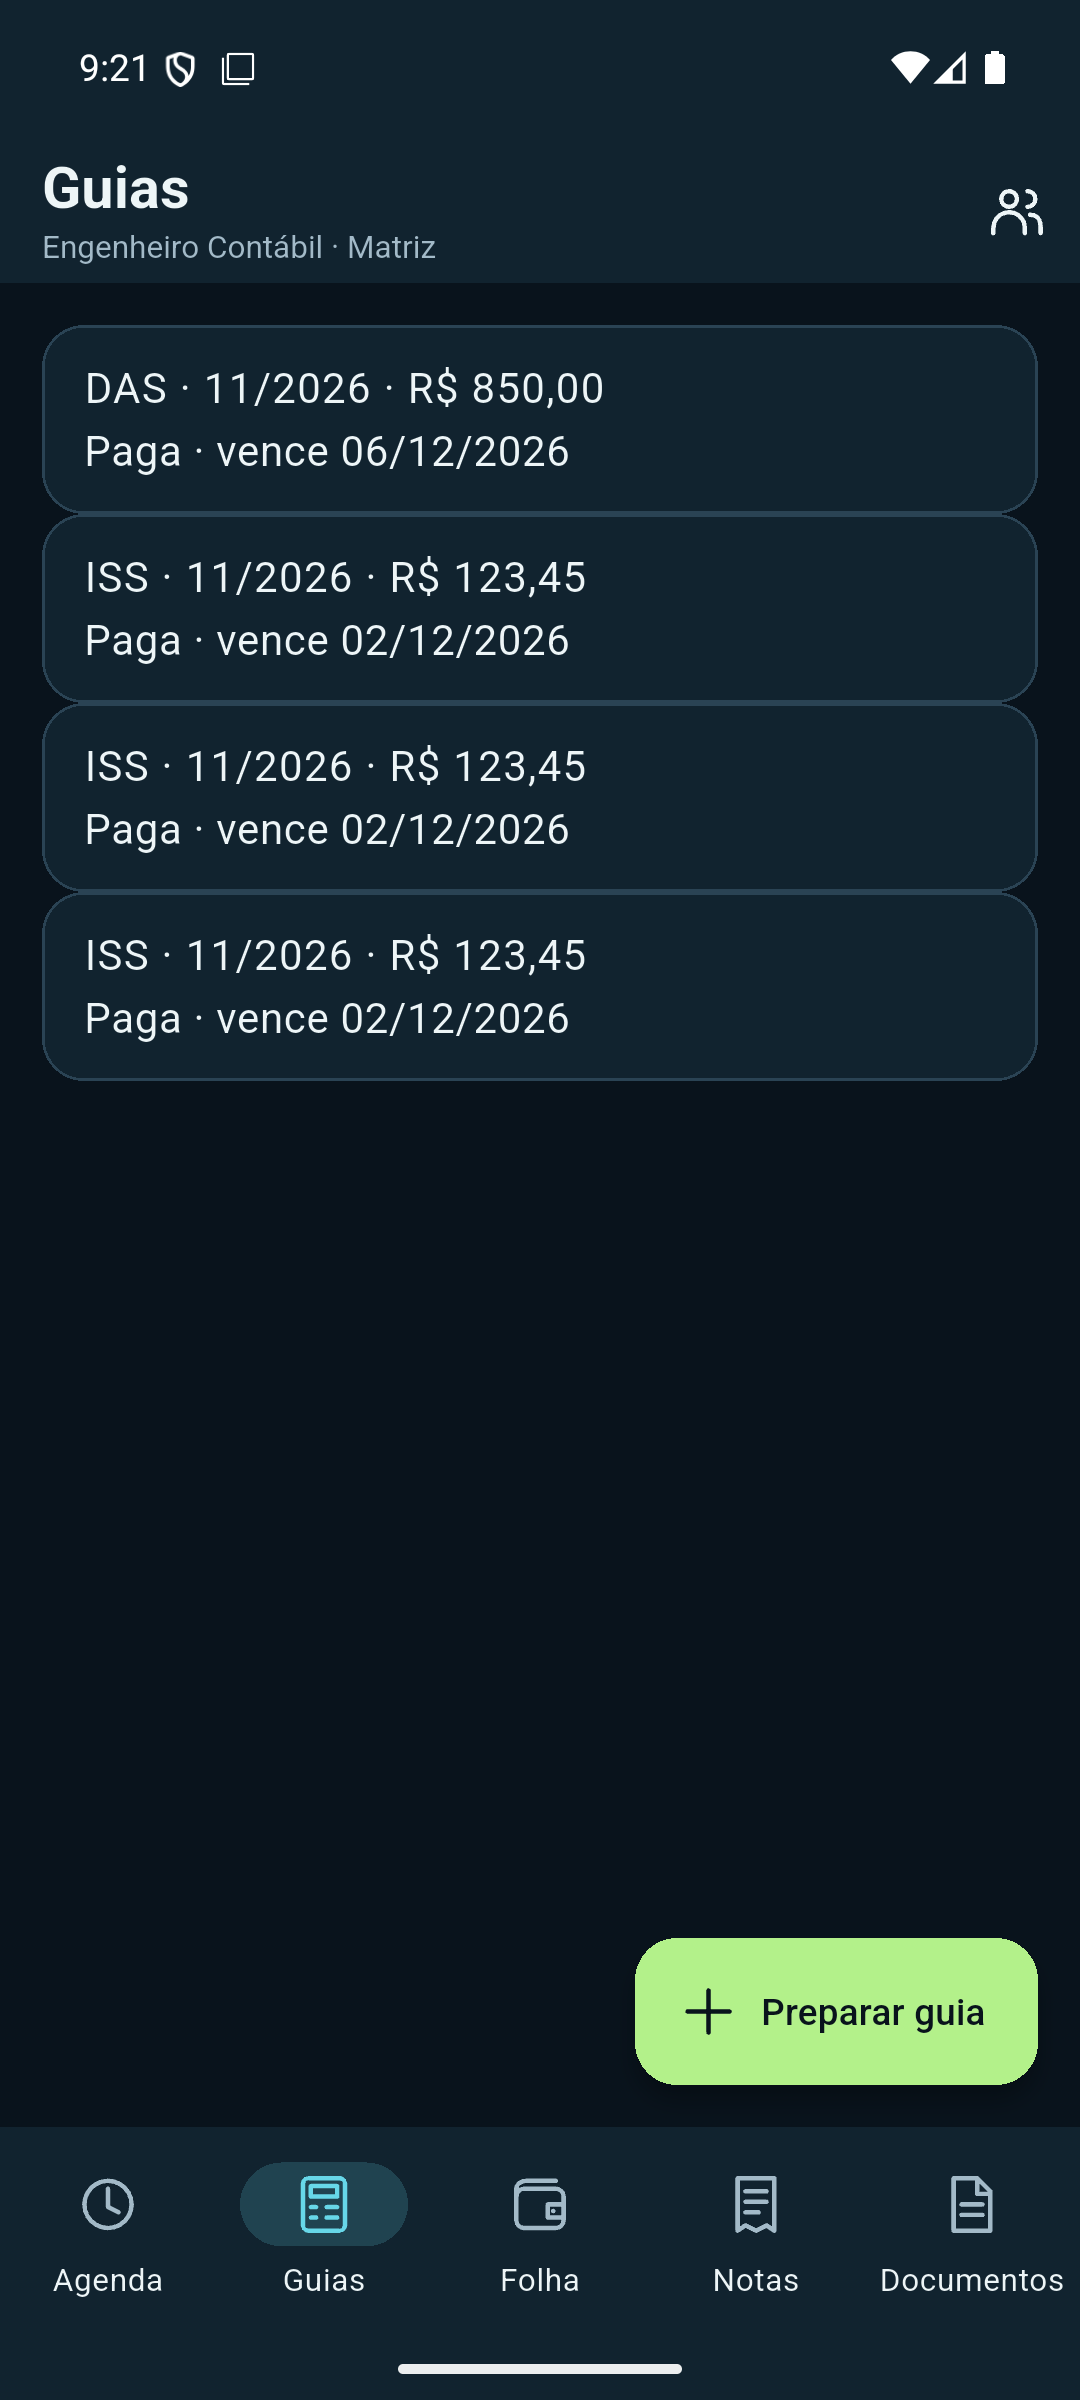 9:21
Guias
Engenheiro Contábil · Matriz
DAS · 11/2026 · R$ 850,00
Paga · vence 06/12/2026
ISS · 11/2026 · R$ 123,45
Paga · vence 02/12/2026
ISS · 11/2026 · R$ 123,45
Paga · vence 02/12/2026
ISS · 11/2026 · R$ 123,45
Paga · vence 02/12/2026
Preparar guia
Agenda Guias Folha Notas Documentos